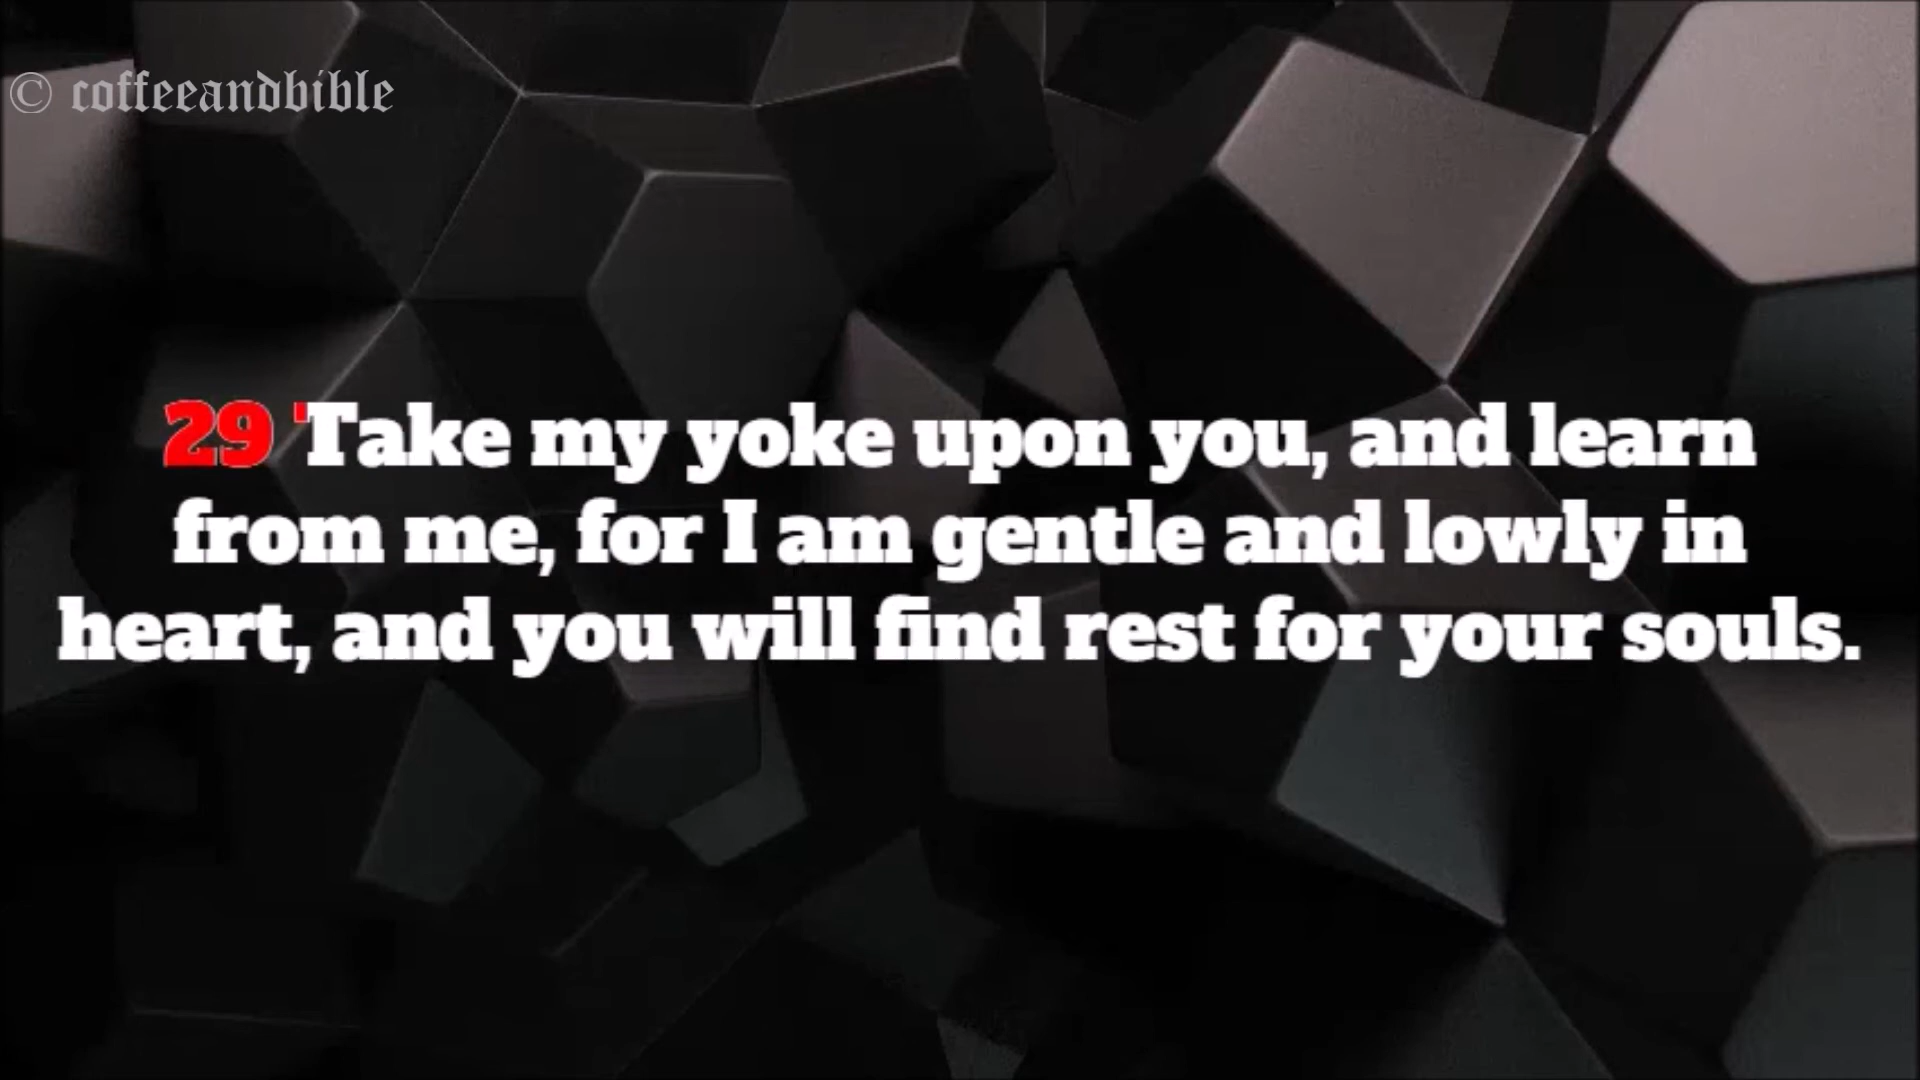 © coffeeandbible
29 'Take my yoke upon you, and learn
from me, for I am gentle and lowly in
heart, and you will find rest for your souls.